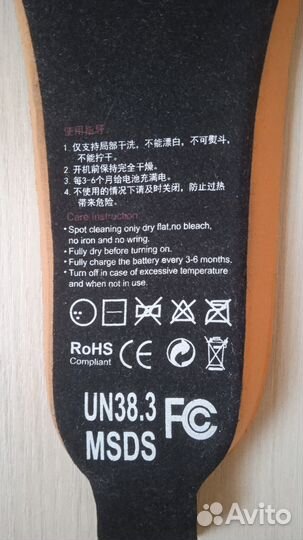 使用指导
1. 仅支持局部干洗，不能漂白，不可熨斗，
不能拧干。
2. 开机前保持完全干燥。
3. 每3-6个月给电池充满电。
4. 不使用的情况下请及时关闭，防止过热
带来危险。
Care Instruction
• Spot cleaning oniy dry flat,no bleach,
no iron and no wring.
• Fully dry before turning on.
• Fully charge the battery every 3-6 months.
• Turn off in case of excessive temperature
and when not in use.
RoHS
Compliant
CE
UN38.3
MSDS
FC
Avito